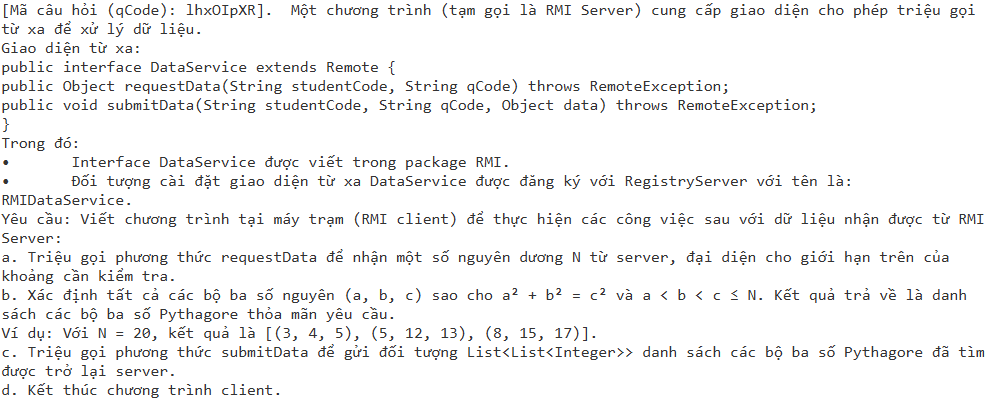 [Mã câu hỏi (qCode): lhxOIpXR].  Một chương trình (tạm gọi là RMI Server) cung cấp giao diện cho phép triệu gọi
từ xa để xử lý dữ liệu.
Giao diện từ xa:
public interface DataService extends Remote {
public Object requestData(String studentCode, String qCode) throws RemoteException;
public void submitData(String studentCode, String qCode, Object data) throws RemoteException;
}
Trong đó:
•	Interface DataService được viết trong package RMI.
•	Đối tượng cài đặt giao diện từ xa DataService được đăng ký với RegistryServer với tên là:
RMIDataService.
Yêu cầu: Viết chương trình tại máy trạm (RMI client) để thực hiện các công việc sau với dữ liệu nhận được từ RMI
Server:
a. Triệu gọi phương thức requestData để nhận một số nguyên dương N từ server, đại diện cho giới hạn trên của
khoảng cần kiểm tra.
b. Xác định tất cả các bộ ba số nguyên (a, b, c) sao cho a² + b² = c² và a < b < c ≤ N. Kết quả trả về là danh
sách các bộ ba số Pythagore thỏa mãn yêu cầu.
Ví dụ: Với N = 20, kết quả là [(3, 4, 5), (5, 12, 13), (8, 15, 17)].
c. Triệu gọi phương thức submitData để gửi đối tượng List<List<Integer>> danh sách các bộ ba số Pythagore đã tìm
được trở lại server.
d. Kết thúc chương trình client.